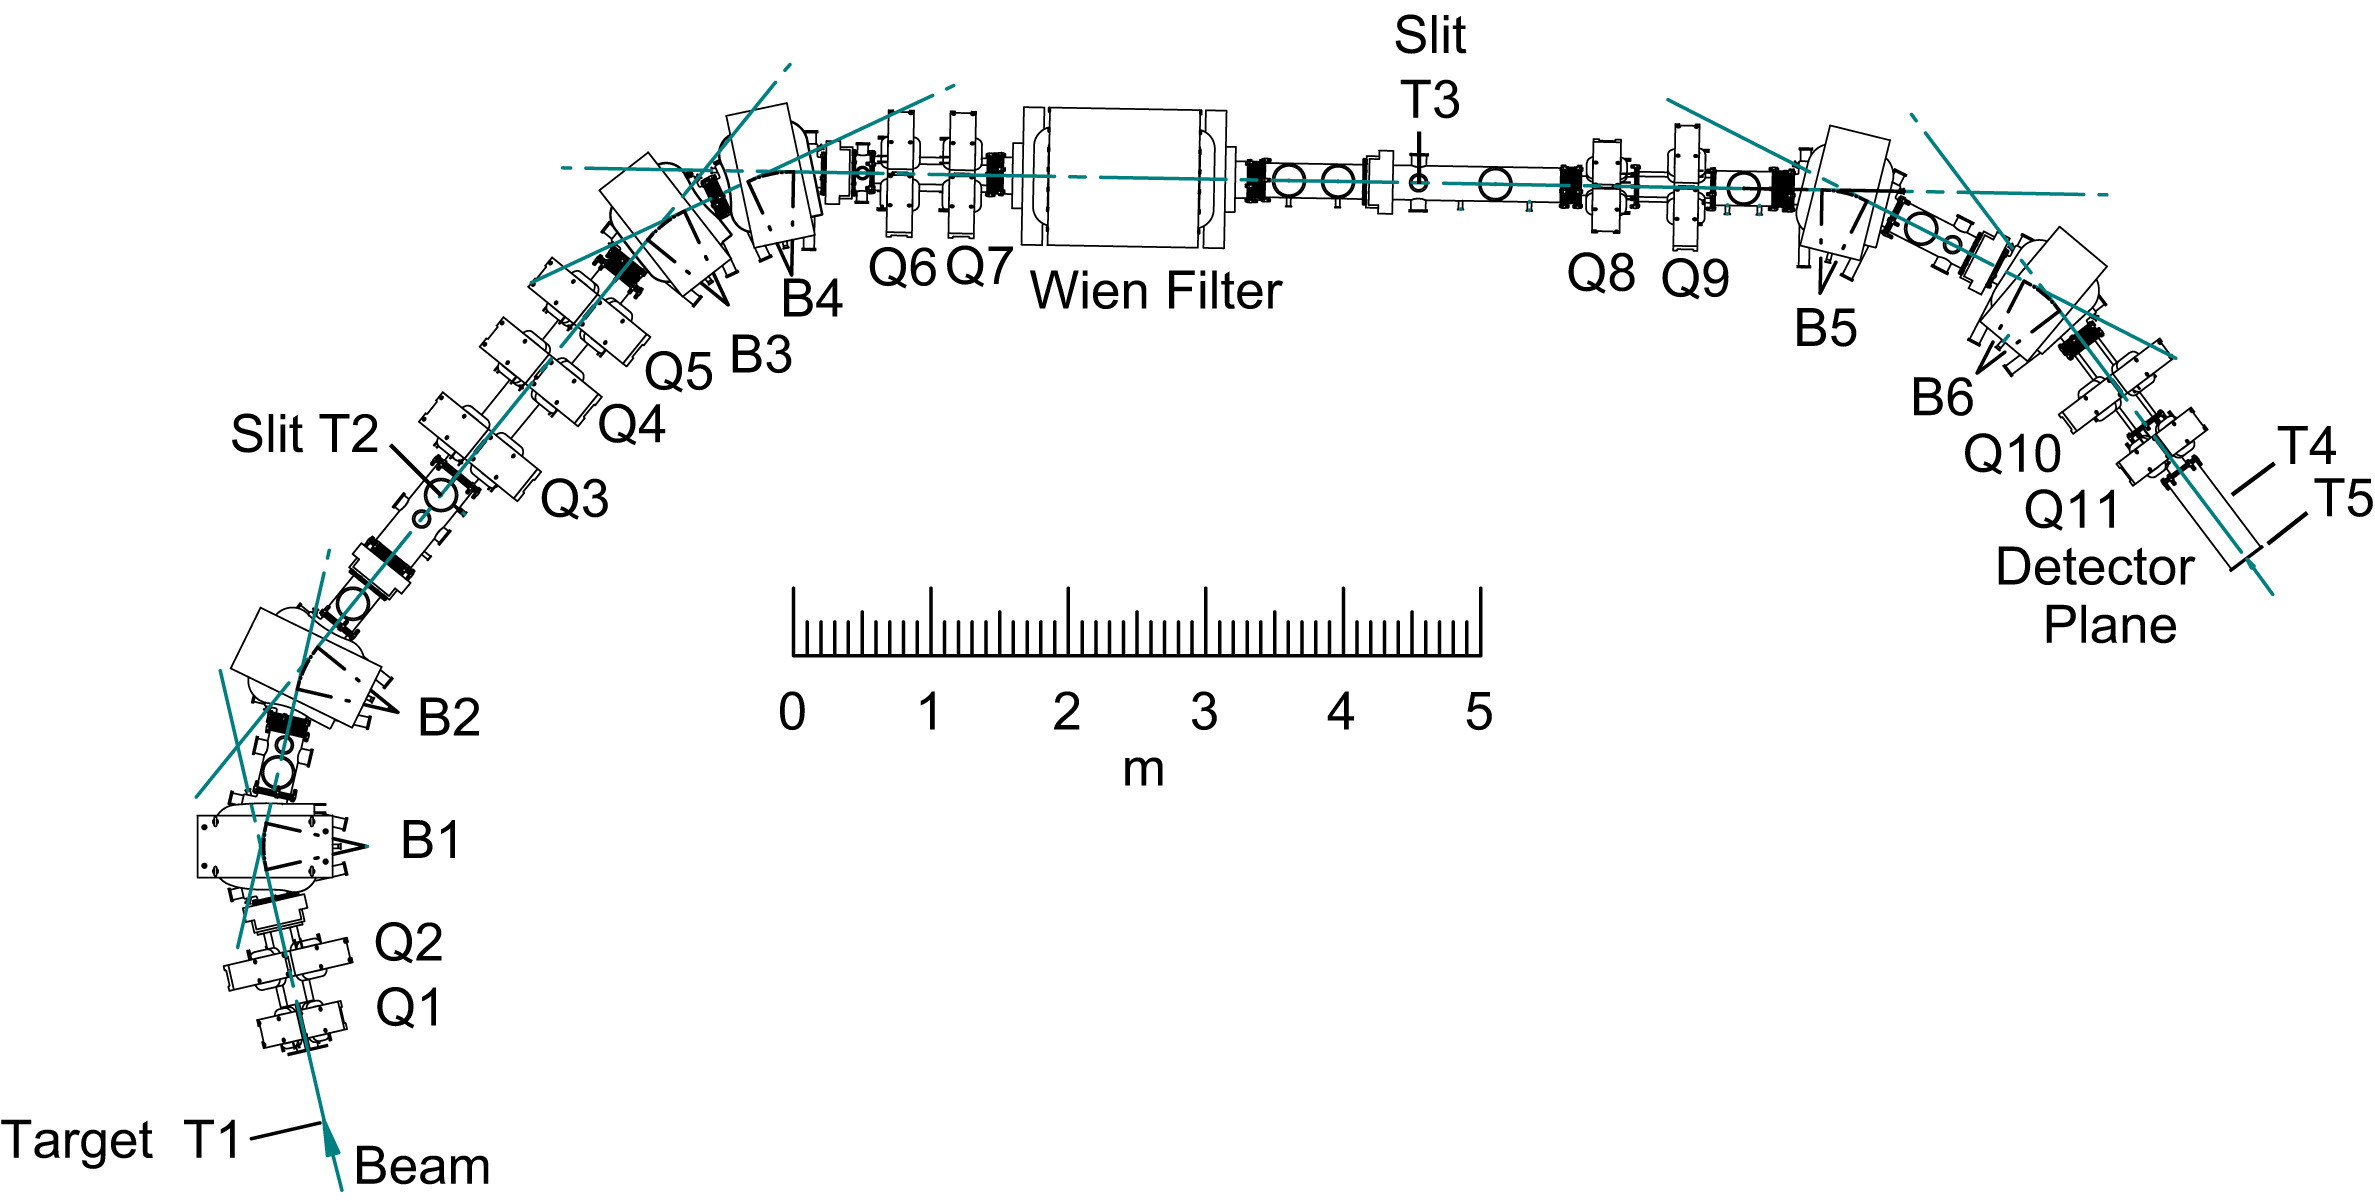 Slit
T3
Q6
Q7
Wien Filter
B4
B3
Q5
Q4
Slit T2
Q3
Q8
Q9
B5
B6
Q10
Q11
T4
T5
Detector
Plane
0 1 2 3 4 5
m
B2
B1
Q2
Q1
Target T1
Beam